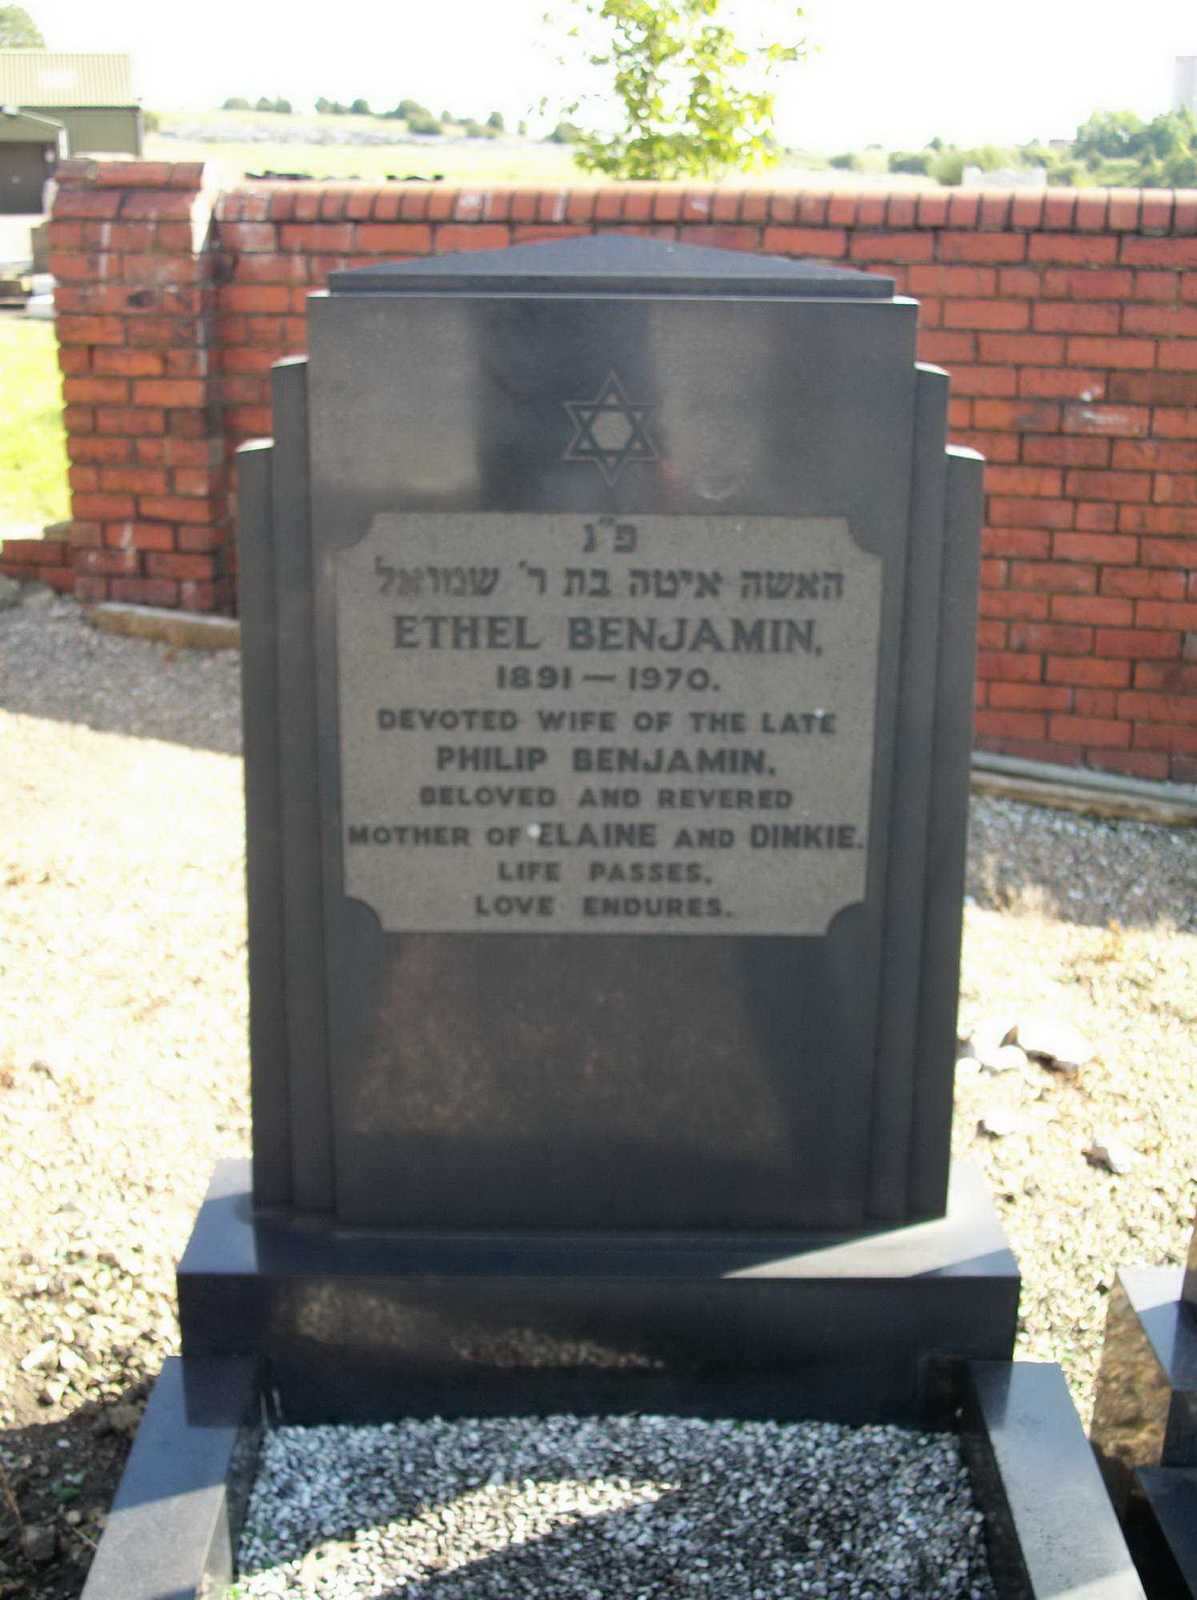 פ"נ
האשה איטה בת ר' שמואל
ETHEL BENJAMIN,
1891 — 1970.
DEVOTED WIFE OF THE LATE
PHILIP BENJAMIN.
BELOVED AND REVERED
MOTHER OF ELAINE AND DINKIE.
LIFE PASSES,
LOVE ENDURES.